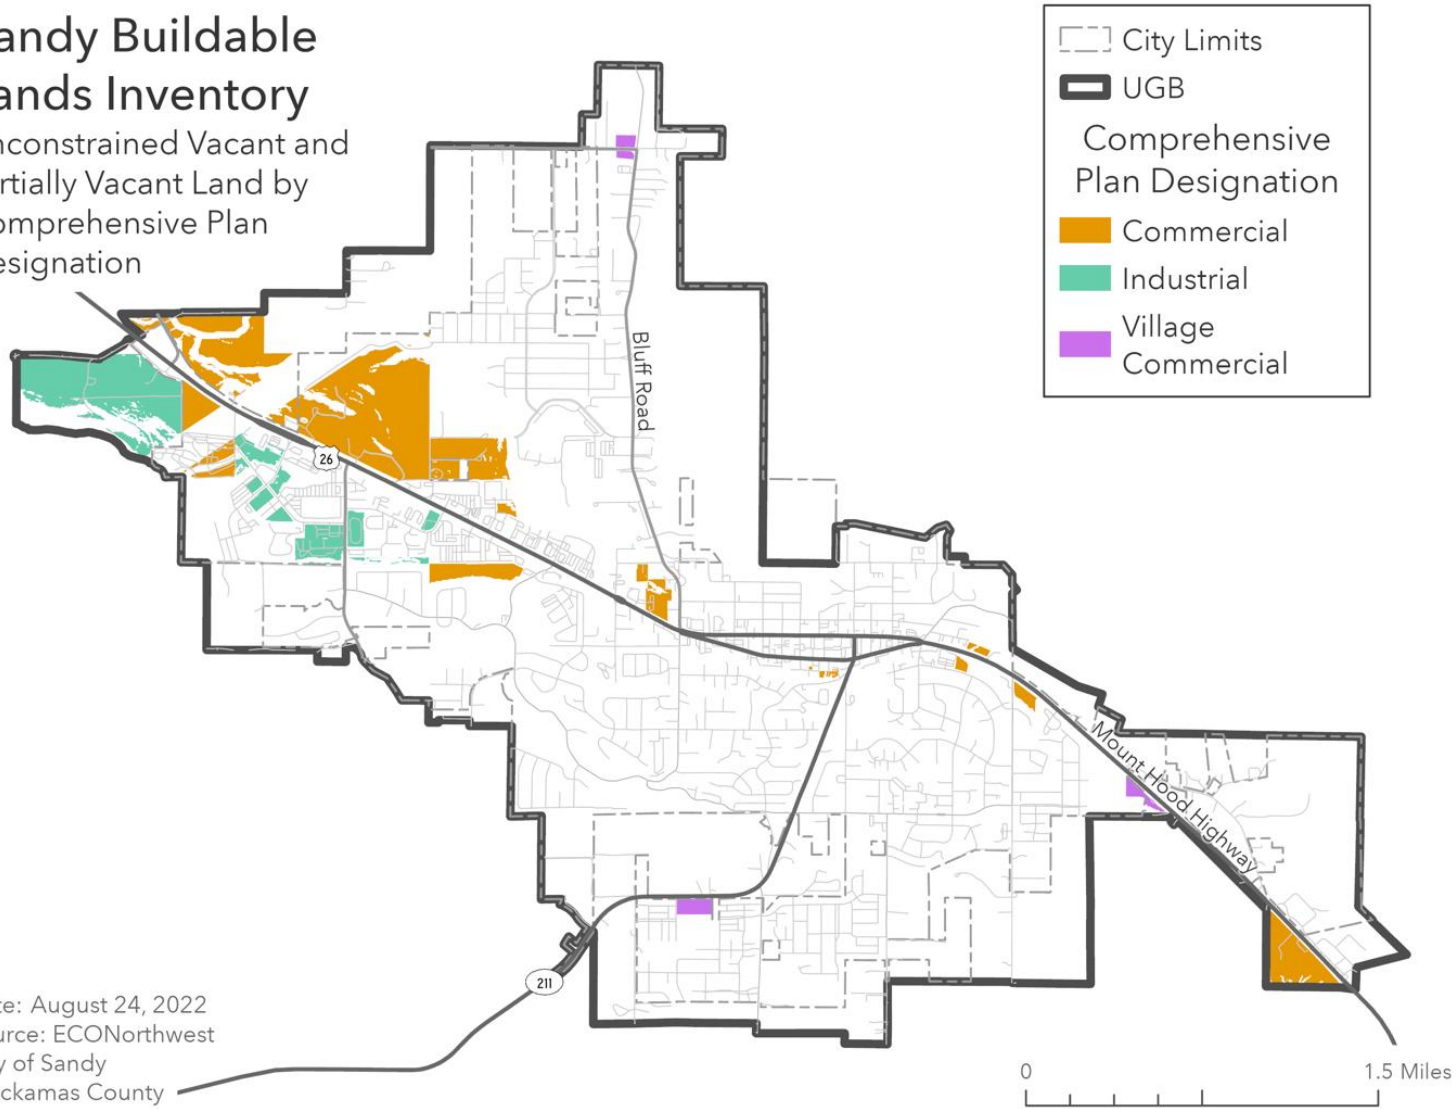 andy Buildable
ands Inventory
nconstrained Vacant and
rtially Vacant Land by
omprehensive Plan
esignation
City Limits
UGB
Comprehensive
Plan Designation
Commercial
Industrial
Village
Commercial
Bluff Road
26
Mount Hood Highway
211
te: August 24, 2022
urce: ECONorthwest
y of Sandy
ckamas County
0 1.5 Miles